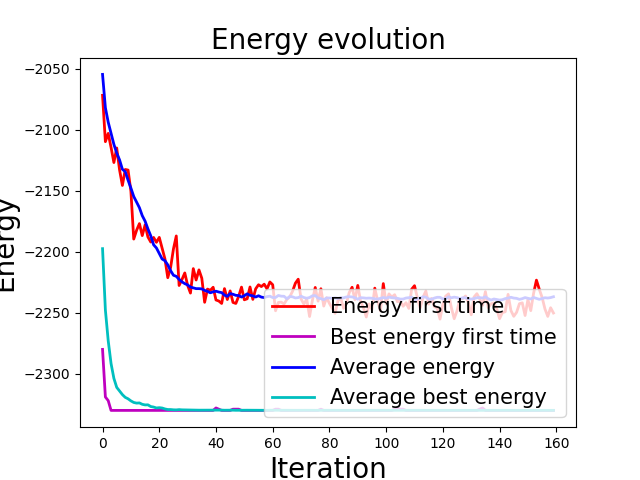 Energy evolution
Energy
−2050
−2100
−2150
−2200
−2250
−2300
Energy first time
Best energy first time
Average energy
Average best energy
0 20 40 60 80 100 120 140 160
Iteration